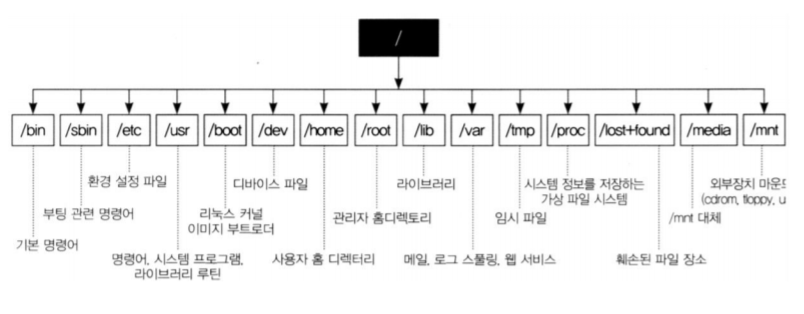 /
/bin /sbin /etc /usr /boot /dev /home /root /lib /var /tmp /proc /lost+found /media /mnt
환경 설정 파일
디바이스 파일
라이브러리
시스템 정보를 저장하는
가상 파일 시스템
외부장치 마운트
(cdrom, floppy, u
부팅 관련 명령어
리눅스 커널
이미지 부트로더
관리자 홈디렉토리
임시 파일
/mnt 대체
기본 명령어
명령어, 시스템 프로그램,
라이브러리 루틴
사용자 홈 디렉터리
메일, 로그 스풀링, 웹 서비스
훼손된 파일 장소